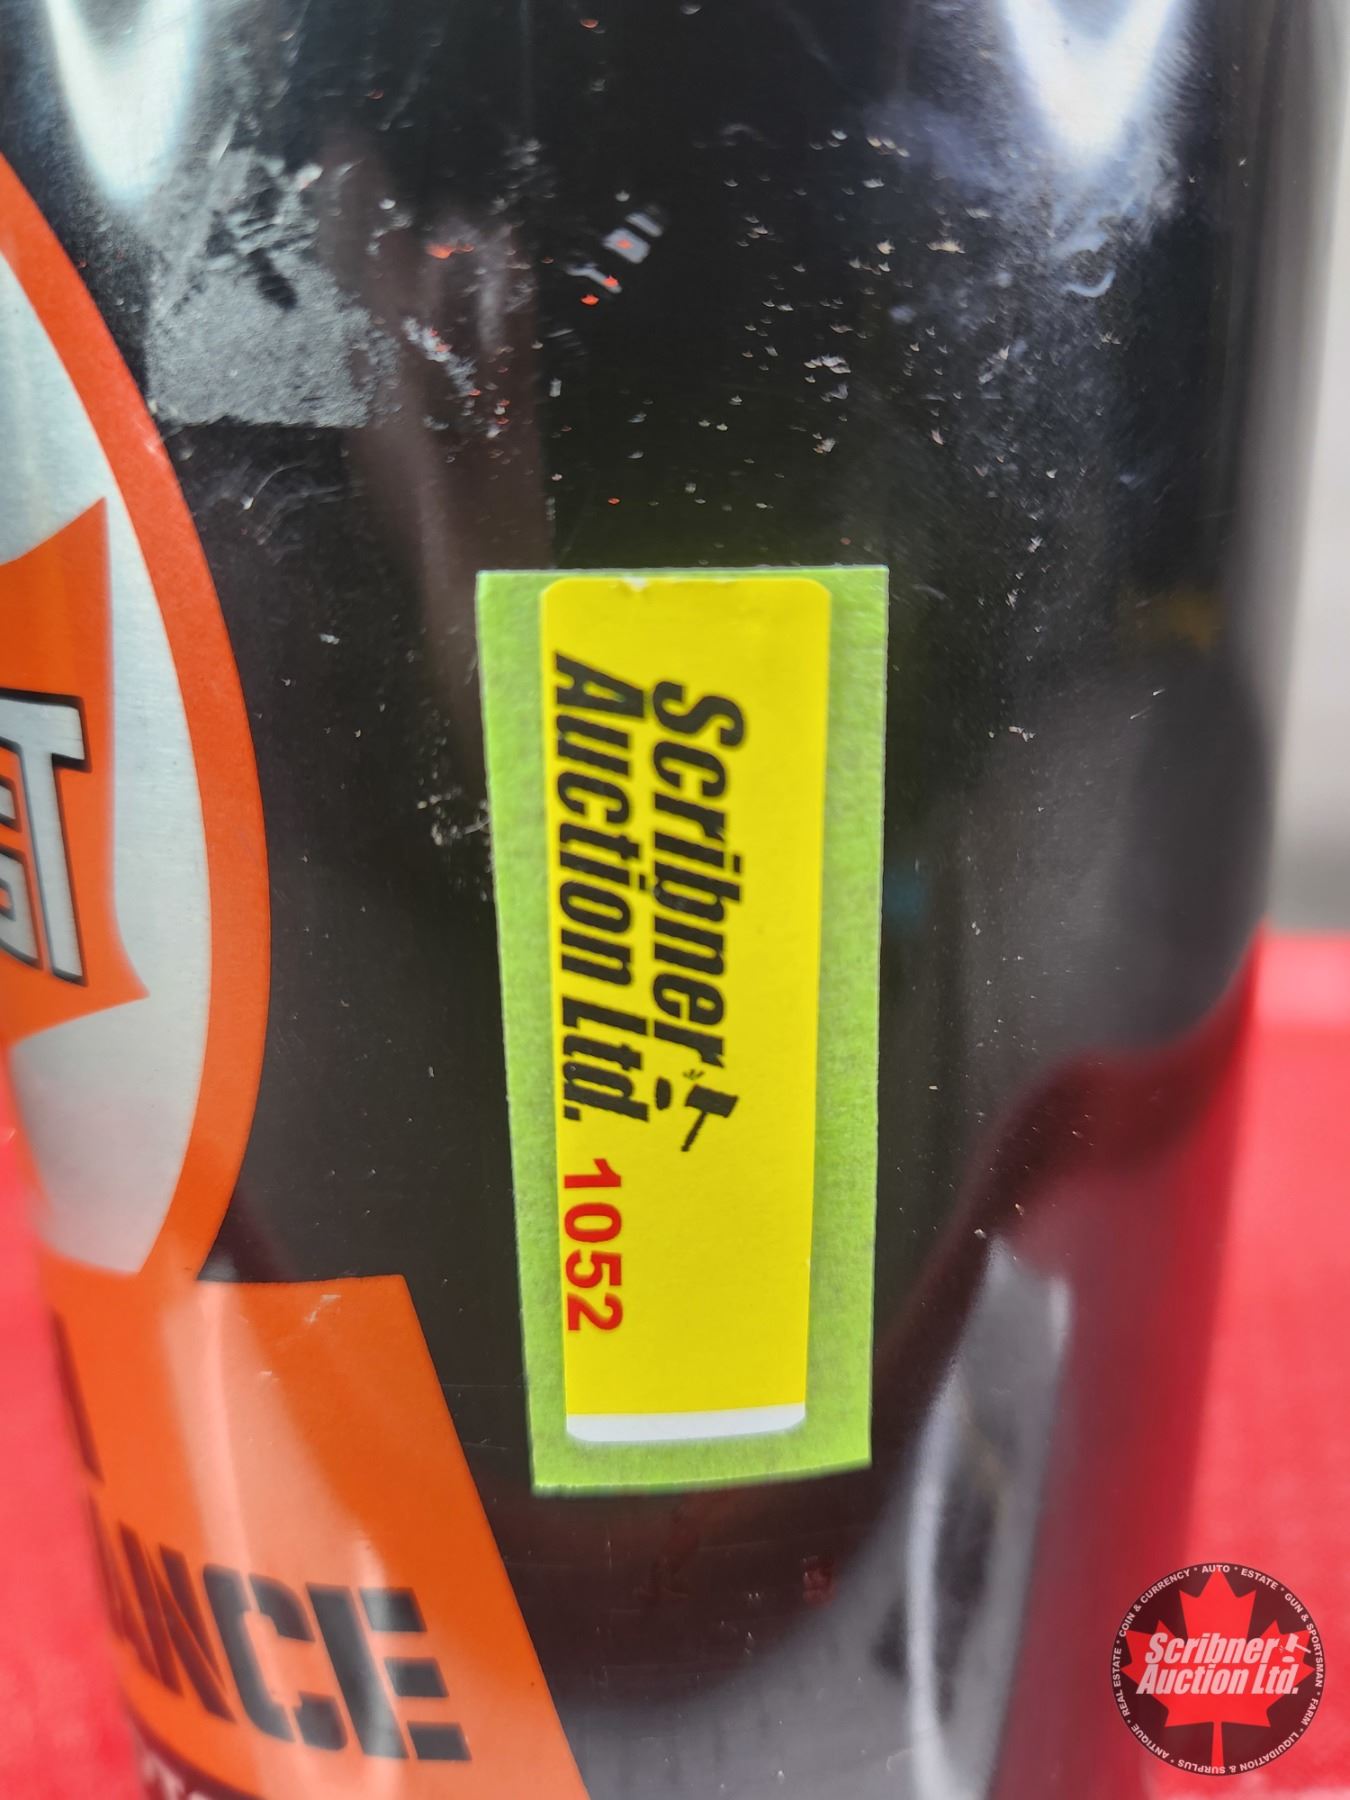 Scribner
Auction Ltd. 1052
ANCE
COIN & CURRENCY • AUTO • ESTATE • GUN & SPORTSMAN • FARM • LIQUIDATION & SURPLUS • ANTIQUE • REAL ESTATE •
Scribner
Auction Ltd.